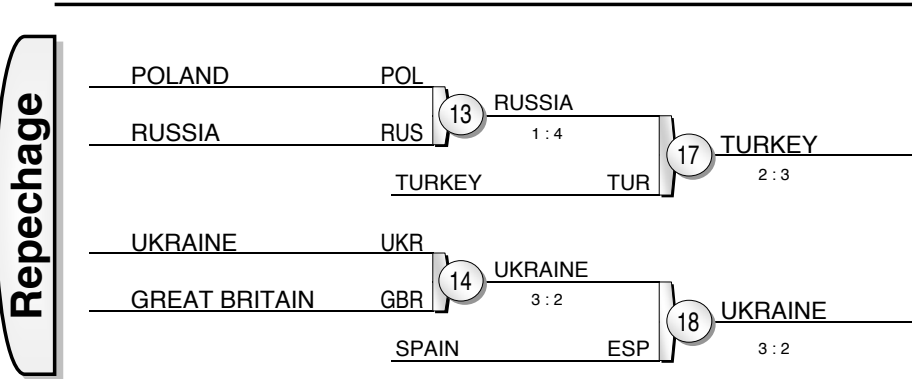 Repechage
POLAND POL
13 RUSSIA
RUSSIA RUS
1 : 4
17 TURKEY
2 : 3
TURKEY TUR
UKRAINE UKR
14 UKRAINE
GREAT BRITAIN GBR
3 : 2
18 UKRAINE
3 : 2
SPAIN ESP